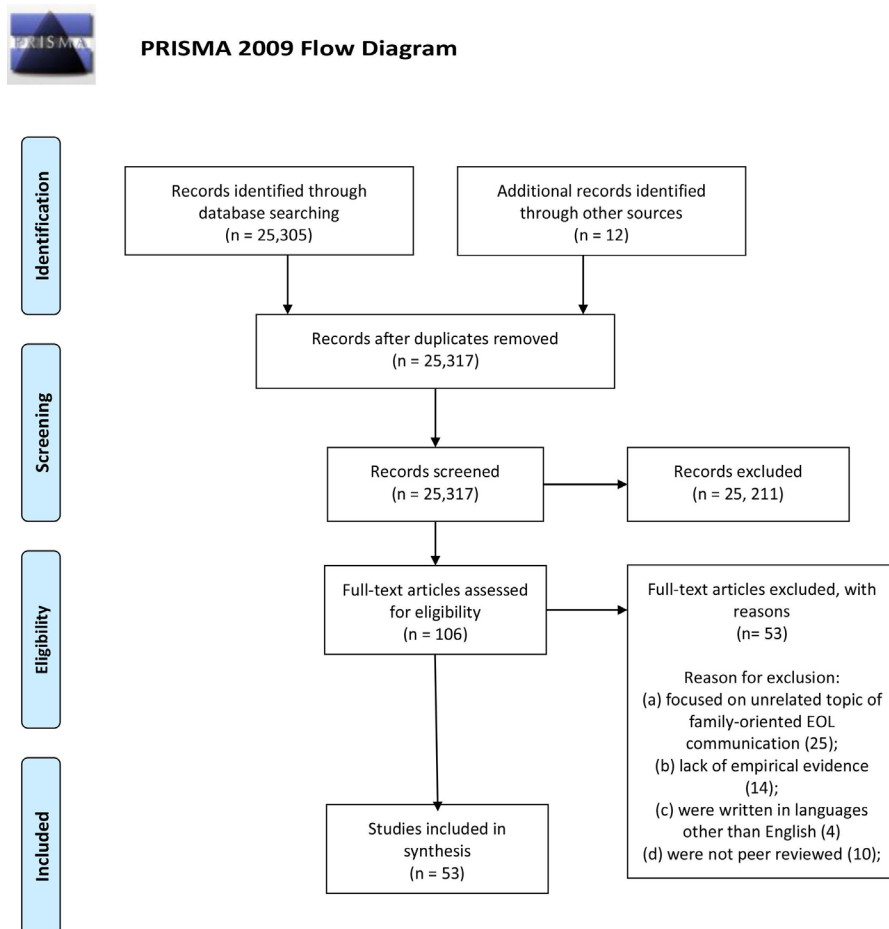 PRISMA
PRISMA 2009 Flow Diagram
Identification
Records identified through
database searching
(n = 25,305)
Additional records identified
through other sources
(n = 12)
Records after duplicates removed
(n = 25,317)
Screening
Records screened
(n = 25,317)
Records excluded
(n = 25, 211)
Eligibility
Full-text articles assessed
for eligibility
(n = 106)
Full-text articles excluded, with
reasons
(n= 53)
Reason for exclusion:
(a) focused on unrelated topic of
family-oriented EOL
communication (25);
(b) lack of empirical evidence
(14);
(c) were written in languages
other than English (4)
(d) were not peer reviewed (10);
Included
Studies included in
synthesis
(n = 53)